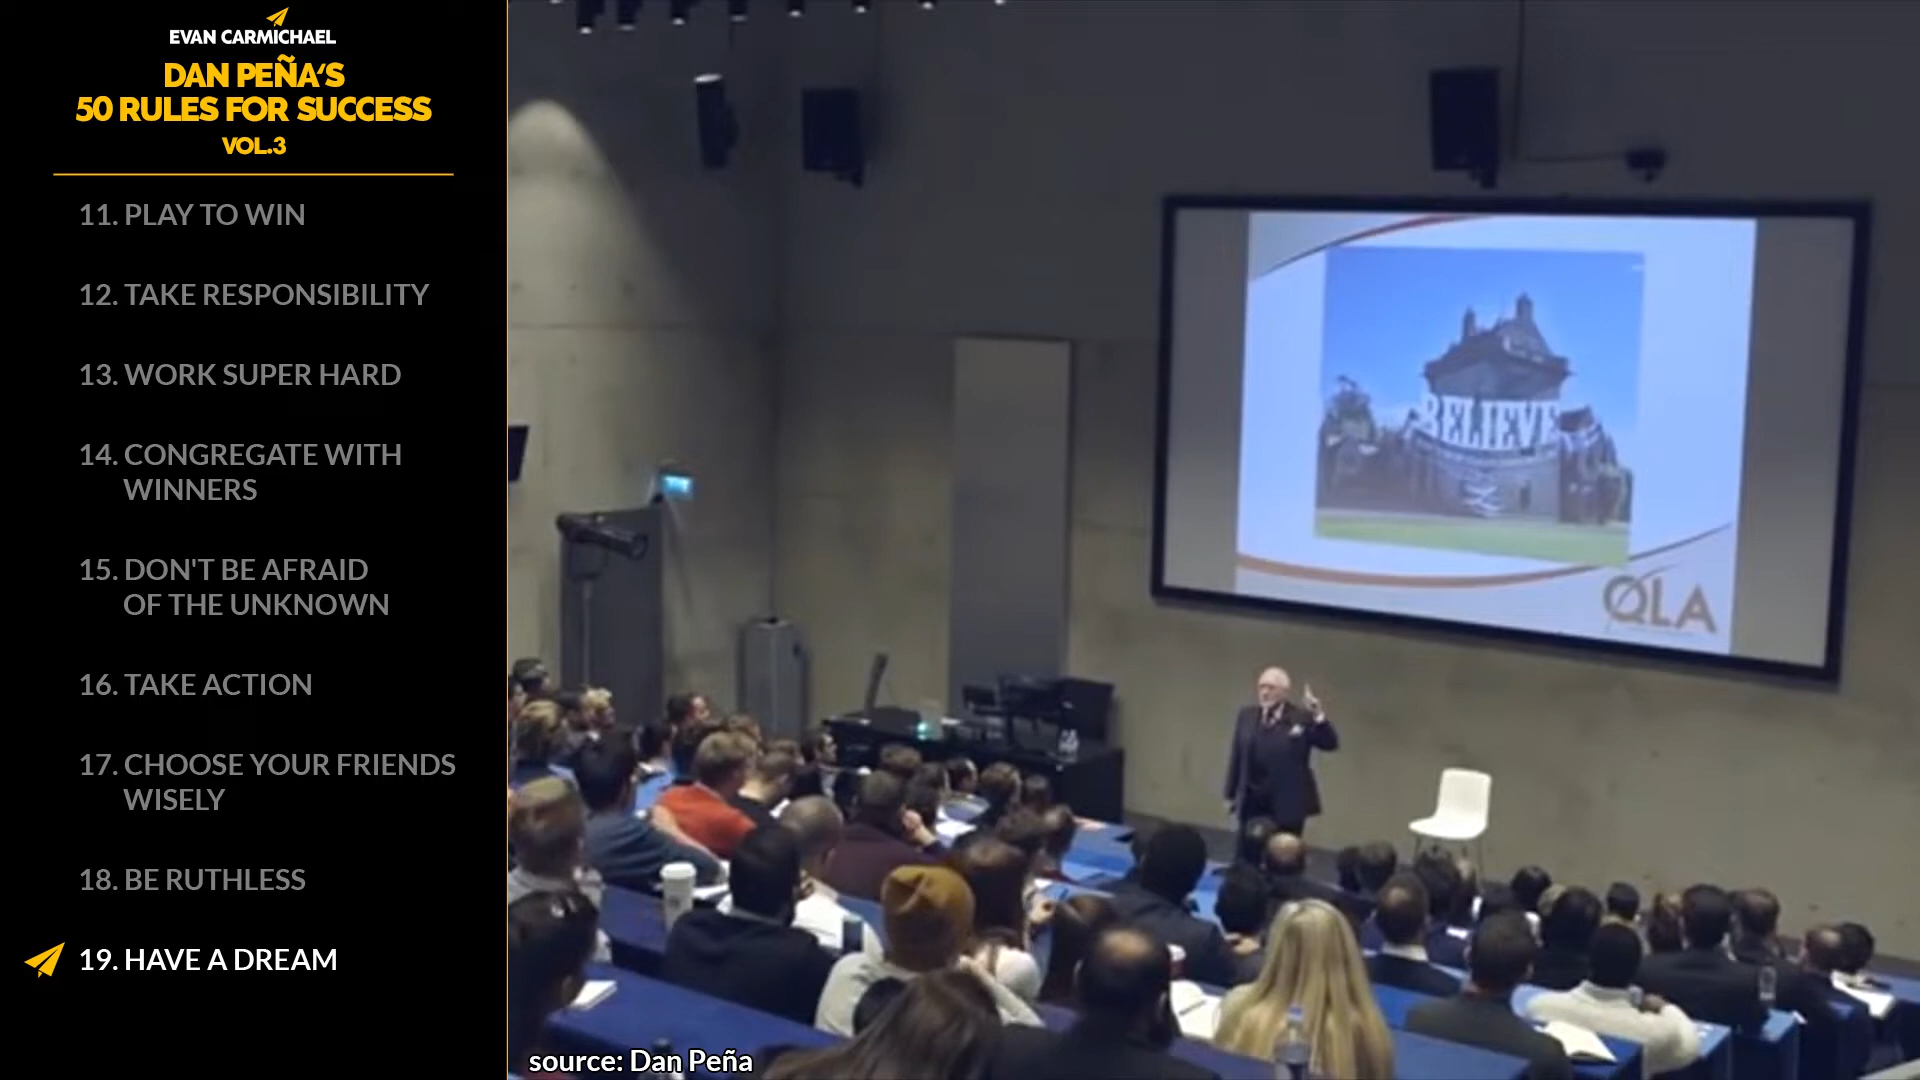 EVAN CARMICHAEL
DAN PEÑA'S
50 RULES FOR SUCCESS
VOL.3
11. PLAY TO WIN
12. TAKE RESPONSIBILITY
13. WORK SUPER HARD
14. CONGREGATE WITH
WINNERS
15. DON'T BE AFRAID
OF THE UNKNOWN
16. TAKE ACTION
17. CHOOSE YOUR FRIENDS
WISELY
18. BE RUTHLESS
19. HAVE A DREAM
BELIEVE
QLA
source: Dan Peña